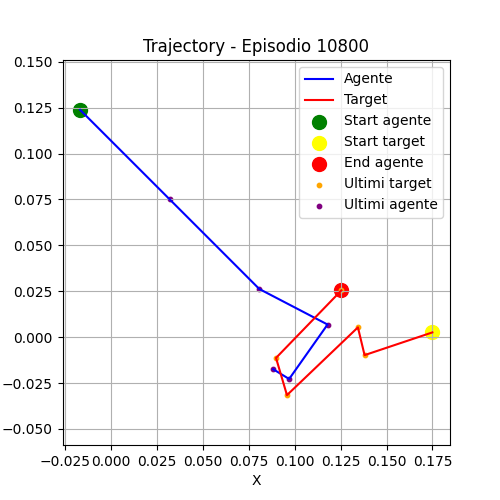 Trajectory - Episodio 10800
0.150
0.125
0.100
0.075
0.050
0.025
0.000
−0.025
−0.050
Agente
Target
Start agente
Start target
End agente
Ultimi target
Ultimi agente
−0.025 0.000 0.025 0.050 0.075 0.100 0.125 0.150 0.175
X